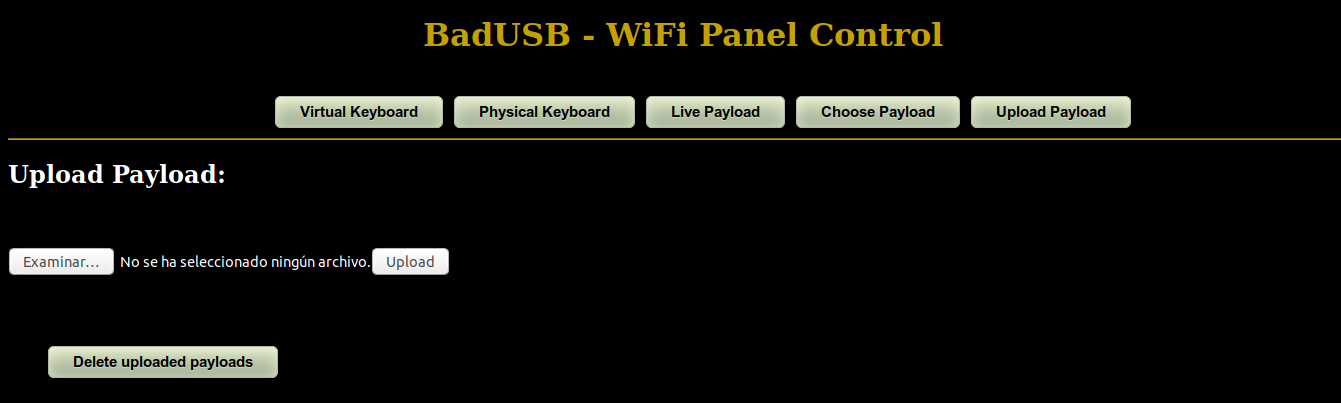 BadUSB - WiFi Panel Control
Virtual Keyboard Physical Keyboard Live Payload Choose Payload Upload Payload
Upload Payload:
Examinar... No se ha seleccionado ningún archivo. Upload
Delete uploaded payloads